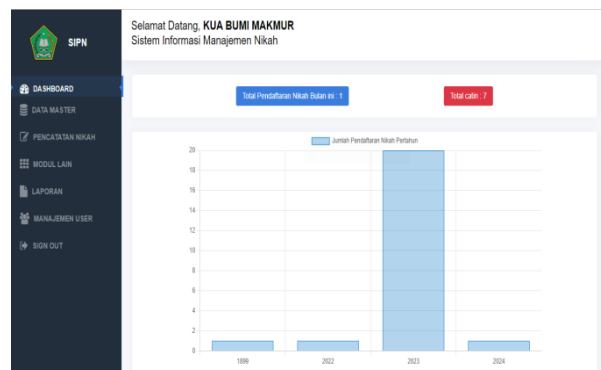 SIPN
DASHBOARD
DATA MASTER
PENCATATAN NIKAH
MODUL LAIN
LAPORAN
MANAJEMEN USER
SIGN OUT
Selamat Datang, KUA BUMI MAKMUR
Sistem Informasi Manajemen Nikah
Total Pendaftaran Nikah Bulan ini : 1
Total catin : 7
Jumlah Pendaftaran Nikah Pertahun
20
18
16
14
12
10
8
6
4
2
0
1899 2022 2023 2024